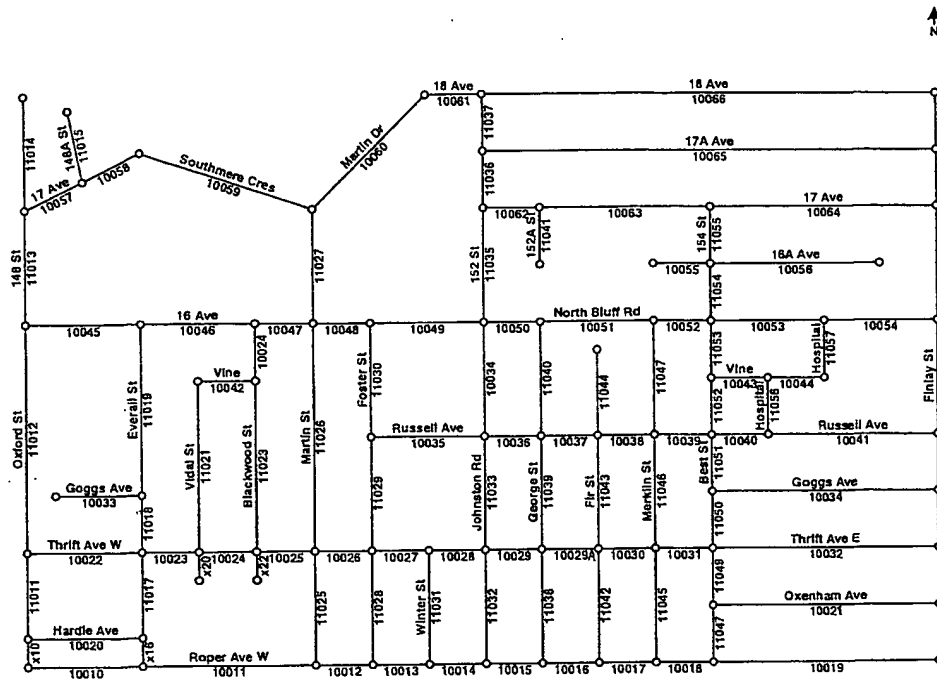 N
18 Ave
10061
18 Ave
10066
11037
11014
148A St
11015
Martin Dr
10060
17A Ave
10065
17 Ave
10057
10058
Southmere Cres
10059
11036
10062
152A St
11041
10063
154 St
11055
17 Ave
10064
148 St
11013
11027
152 St
11035
10055
16A Ave
10056
11054
16 Ave
10045
10046
10047
10048
10049
10050
North Bluff Rd
10051
10052
10053
10054
10024
Foster St
11030
10034
11040
11044
11047
11053
Hospital
11057
Finlay St
Vine
10042
Vine
10043
10044
11052
Hospital
11056
Oxford St
11012
Everall St
11019
Vidal St
11021
Blackwood St
11023
Martin St
11026
Russell Ave
10035
10036
10037
10038
10039
10040
Russell Ave
10041
Goggs Ave
10033
11018
11029
Johnston Rd
11033
George St
11039
Fir St
11043
Merklin St
11046
Best St
11051
Goggs Ave
10034
11050
Thrift Ave W
10022
10023
10024
10025
10026
10027
10028
10029
10029A
10030
10031
Thrift Ave E
10032
x20
x22
11011
11017
11025
11028
Winter St
11031
11032
11038
11042
11045
11049
Oxenham Ave
10021
11047
Hardie Ave
10020
x10
x16
10010
Roper Ave W
10011
10012
10013
10014
10015
10016
10017
10018
10019